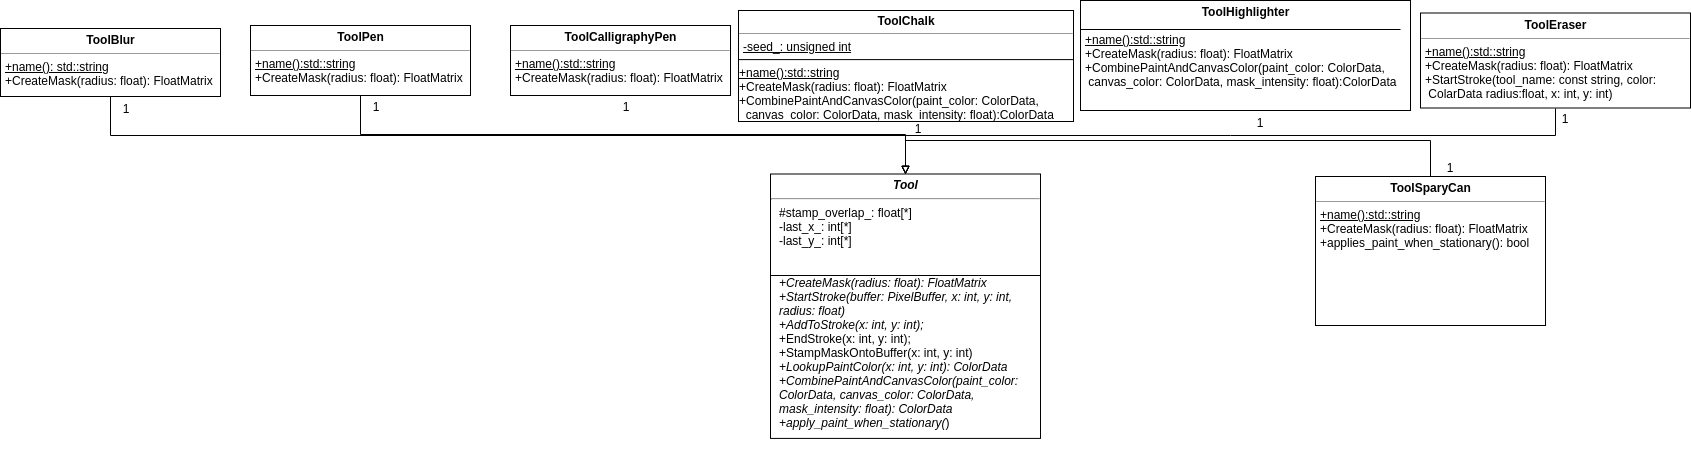 ToolBlur
+name(): std::string
+CreateMask(radius: float): FloatMatrix
1
ToolPen
+name():std::string
+CreateMask(radius: float): FloatMatrix
1
ToolCalligraphyPen
+name():std::string
+CreateMask(radius: float): FloatMatrix
1
ToolChalk
-seed_: unsigned int
+name():std::string
+CreateMask(radius: float): FloatMatrix
+CombinePaintAndCanvasColor(paint_color: ColorData,
canvas_color: ColorData, mask_intensity: float):ColorData
1
ToolHighlighter
+name():std::string
+CreateMask(radius: float): FloatMatrix
+CombinePaintAndCanvasColor(paint_color: ColorData,
canvas_color: ColorData, mask_intensity: float):ColorData
1
ToolEraser
+name():std::string
+CreateMask(radius: float): FloatMatrix
+StartStroke(tool_name: const string, color:
ColarData radius:float, x: int, y: int)
1
Tool
#stamp_overlap_: float[*]
-last_x_: int[*]
-last_y_: int[*]
+CreateMask(radius: float): FloatMatrix
+StartStroke(buffer: PixelBuffer, x: int, y: int,
radius: float)
+AddToStroke(x: int, y: int);
+EndStroke(x: int, y: int);
+StampMaskOntoBuffer(x: int, y: int)
+LookupPaintColor(x: int, y: int): ColorData
+CombinePaintAndCanvasColor(paint_color:
ColorData, canvas_color: ColorData,
mask_intensity: float): ColorData
+apply_paint_when_stationary()
1
ToolSparyCan
+name():std::string
+CreateMask(radius: float): FloatMatrix
+applies_paint_when_stationary(): bool